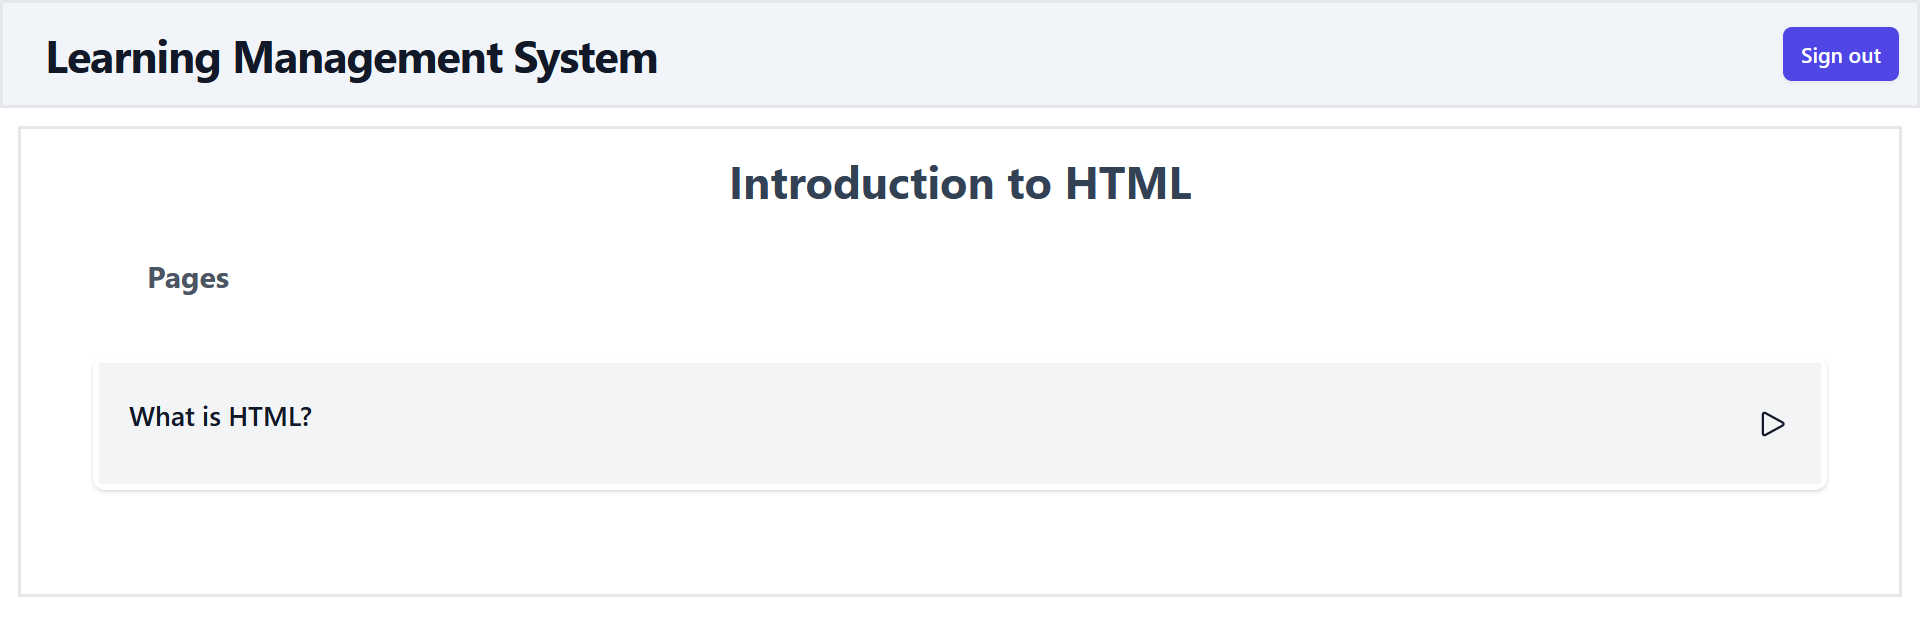 Learning Management System
Sign out
Introduction to HTML
Pages
What is HTML?